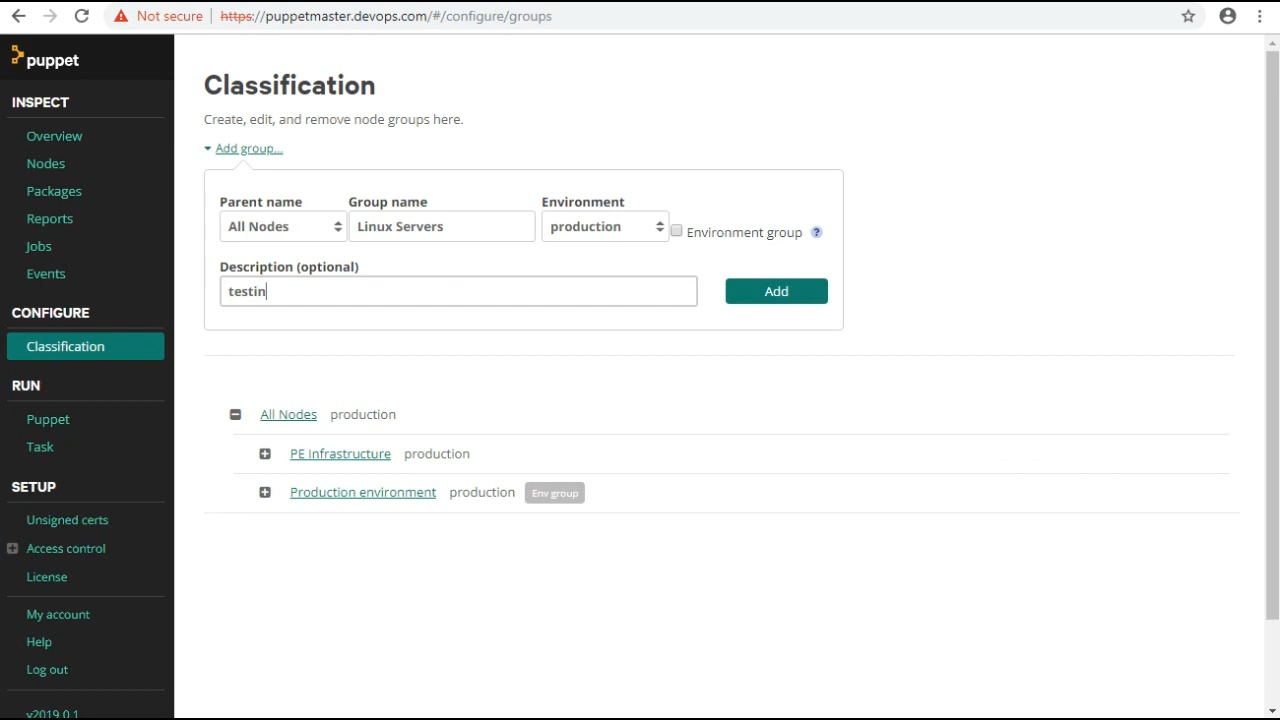 Not secure https://puppetmaster.devops.com/#/configure/groups
puppet
INSPECT
Overview
Nodes
Packages
Reports
Jobs
Events
CONFIGURE
Classification
RUN
Puppet
Task
SETUP
Unsigned certs
Access control
License
My account
Help
Log out
v2019.0.1
Classification
Create, edit, and remove node groups here.
Add group...
Parent name Group name Environment
All Nodes Linux Servers production Environment group ?
Description (optional)
testin Add
All Nodes production
PE Infrastructure production
Production environment production Env group